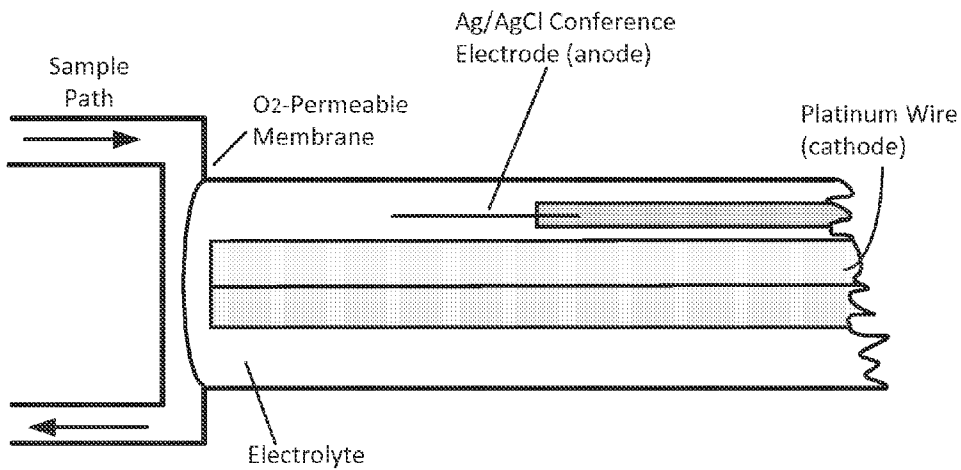 Ag/AgCl Conference
Electrode (anode)
Sample
Path
O2-Permeable
Membrane
Platinum Wire
(cathode)
Electrolyte